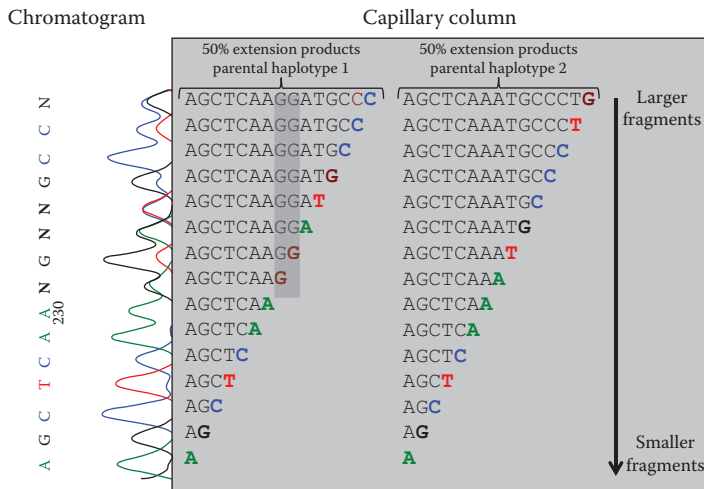 Chromatogram
Capillary column
50% extension products
parental haplotype 1
50% extension products
parental haplotype 2
A G C T C A A N G N N G C C N
230
AGCTCAAGGATGCCC
AGCTCAAGGATGCC
AGCTCAAGGATGC
AGCTCAAGGATG
AGCTCAAGGAT
AGCTCAAGGA
AGCTCAAGG
AGCTCAAG
AGCTCAA
AGCTCA
AGCTC
AGCT
AGC
AG
A
AGCTCAAATGCCCTG
AGCTCAAATGCCCT
AGCTCAAATGCCC
AGCTCAAATGCC
AGCTCAAATGC
AGCTCAAATG
AGCTCAAAT
AGCTCAAA
AGCTCAA
AGCTCA
AGCTC
AGCT
AGC
AG
A
Larger
fragments
Smaller
fragments